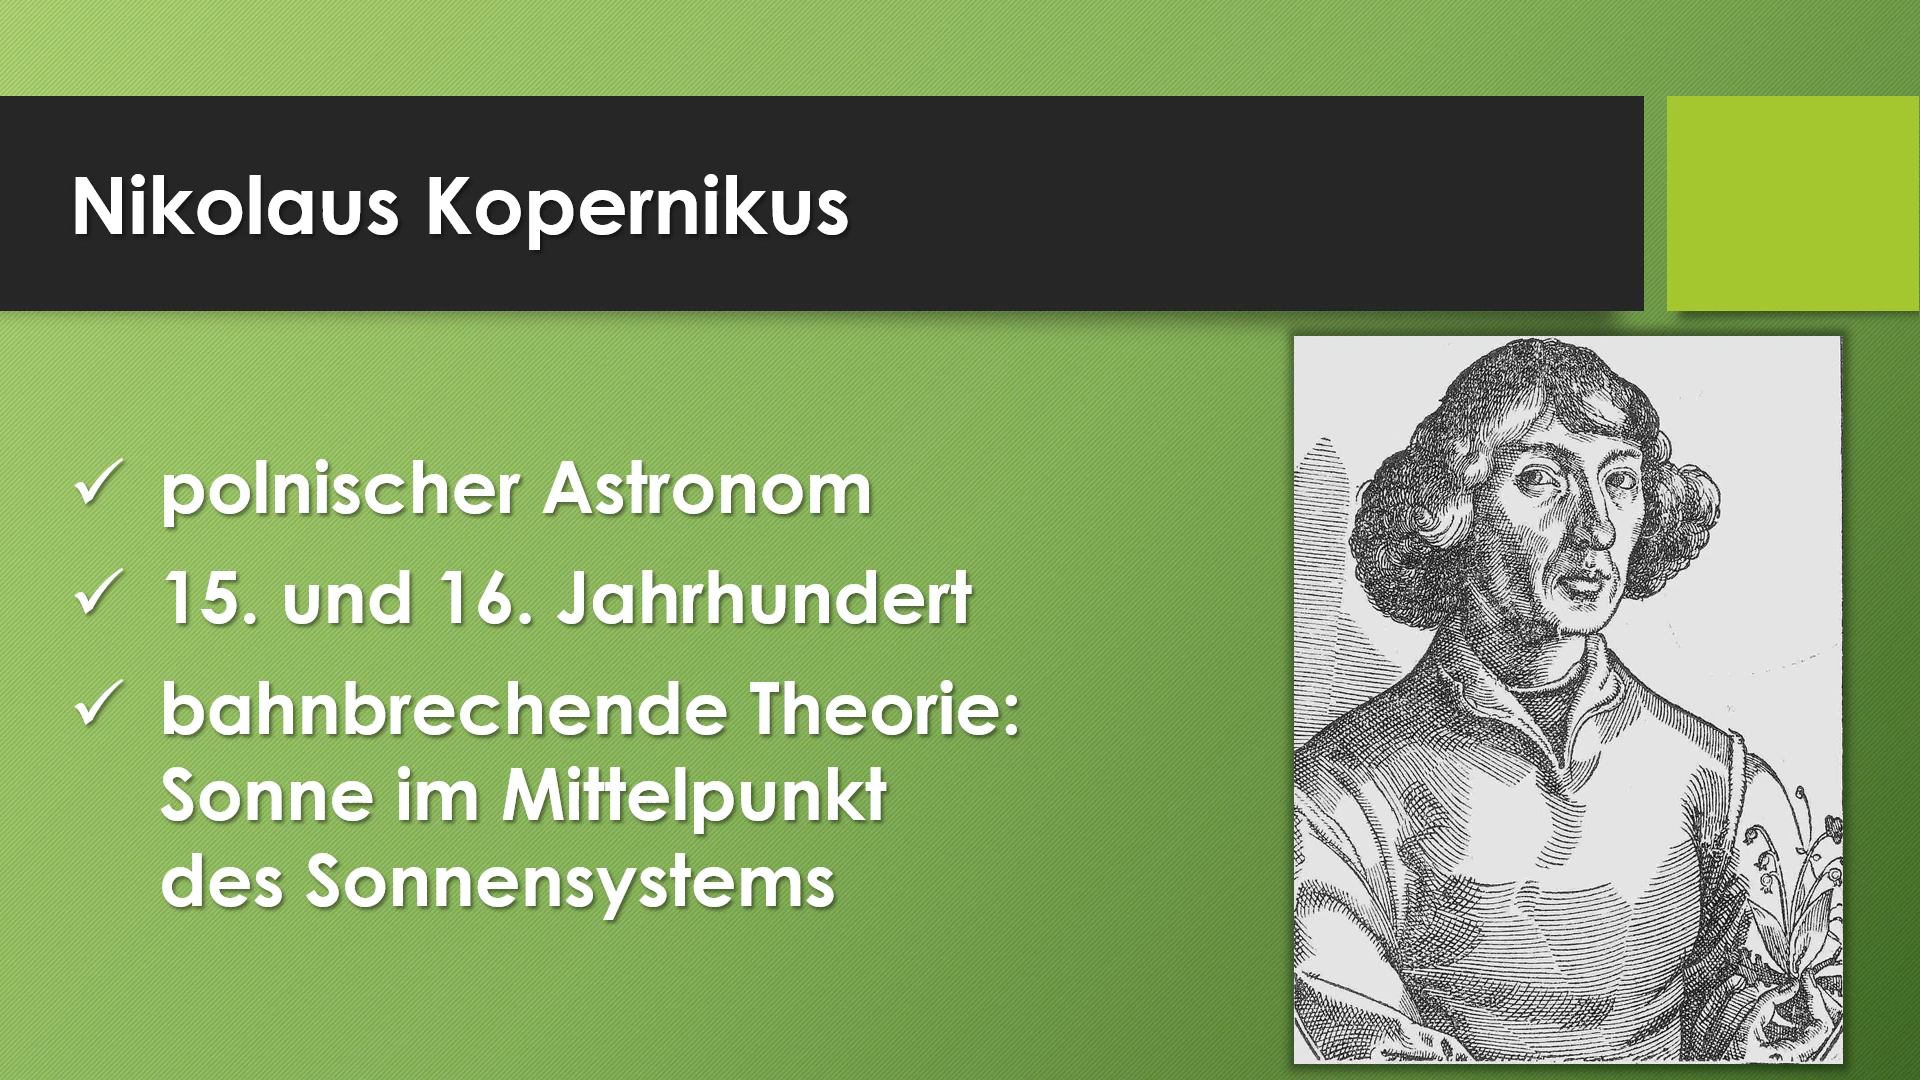 Nikolaus Kopernikus
✓ polnischer Astronom
✓ 15. und 16. Jahrhundert
✓ bahnbrechende Theorie:
Sonne im Mittelpunkt
des Sonnensystems